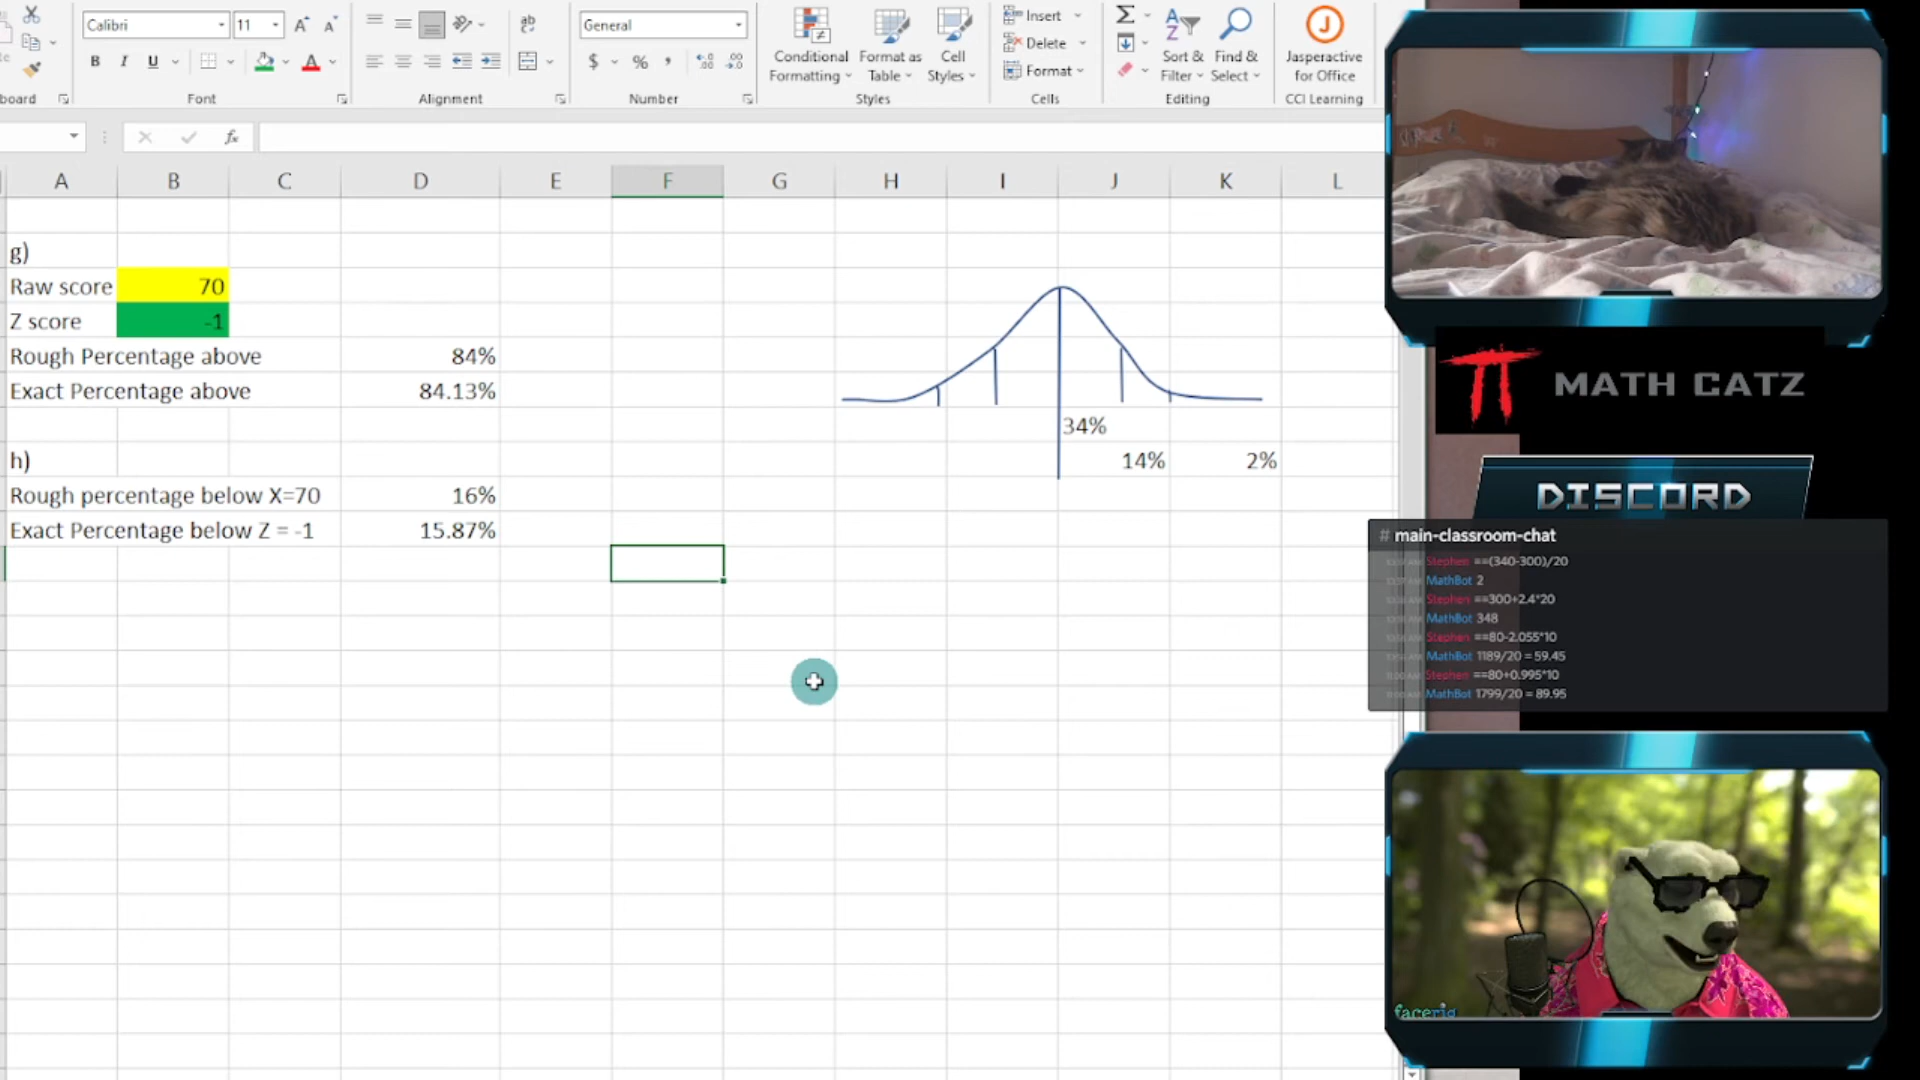 Calibri 11 A A ab General
Conditional Formatting Format as Table Cell Styles
Insert
Delete
Format
Sort & Filter Find & Select
Jasperactive for Office
B I U A $ % , .00
board Font Alignment Number Styles Cells Editing CCI Learning
fx
A B C D E F G H I J K L
g)
Raw score 70
Z score -1
Rough Percentage above 84%
Exact Percentage above 84.13%
34%
h)
14% 2%
Rough percentage below X=70 16%
Exact Percentage below Z = -1 15.87%
MATH CATZ
DISCORD
# main-classroom-chat
Stephen ==(340-300)/20
MathBot 2
Stephen ==300+2.4*20
MathBot 348
Stephen ==80-2.055*10
MathBot 1189/20 = 59.45
Stephen ==80+0.995*10
MathBot 1799/20 = 89.95
facerig